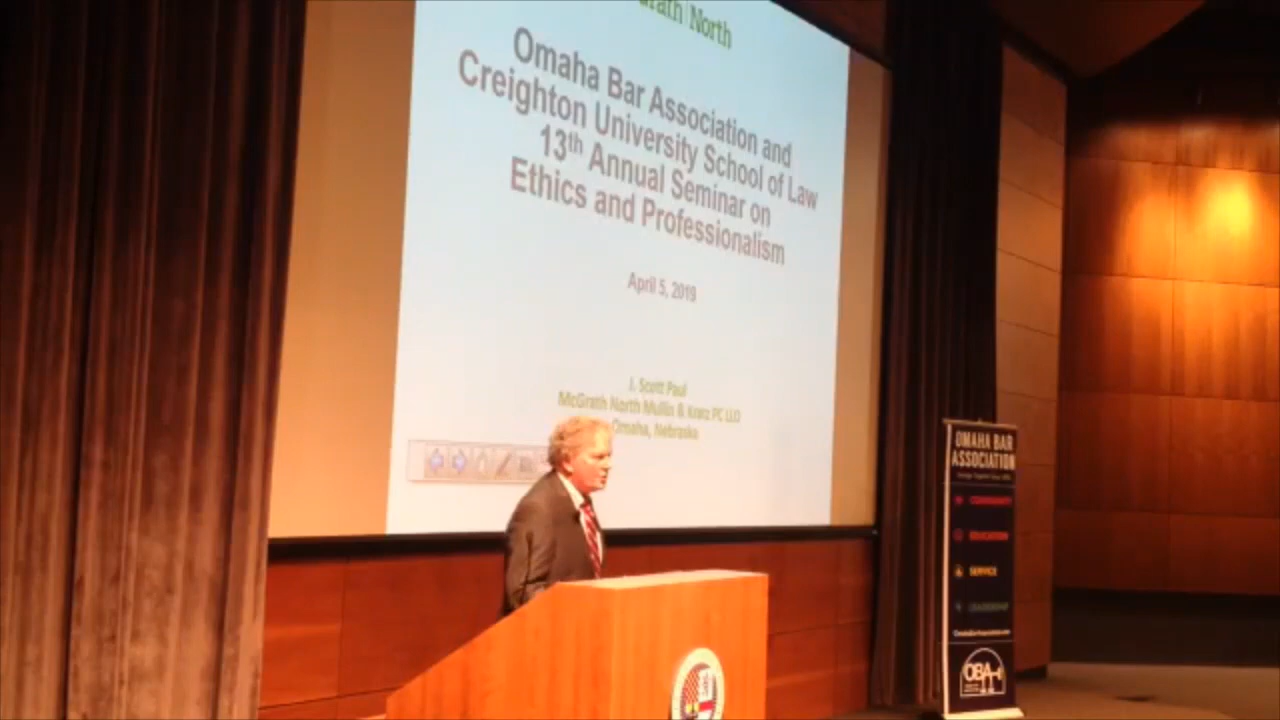 North
Omaha Bar Association and
Creighton University School of Law
13th Annual Seminar on
Ethics and Professionalism
April 5, 2019
J. Scott Paul
McGrath North Mullin & Kratz PC LLO
Omaha, Nebraska
OMAHA BAR
ASSOCIATION
COMMUNITY
EDUCATION
SERVICE
LEADERSHIP
OBA